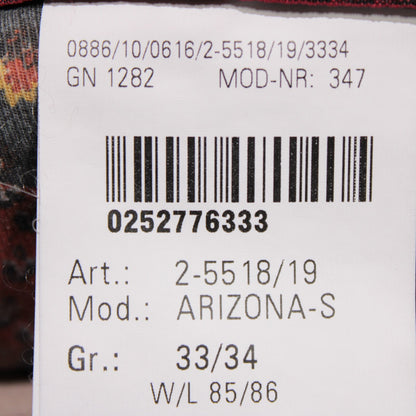 0886/10/0616/2-5518/19/3334
GN 1282 MOD-NR: 347
0252776333
Art.: 2-5518/19
Mod.: ARIZONA-S
Gr.: 33/34
W/L 85/86